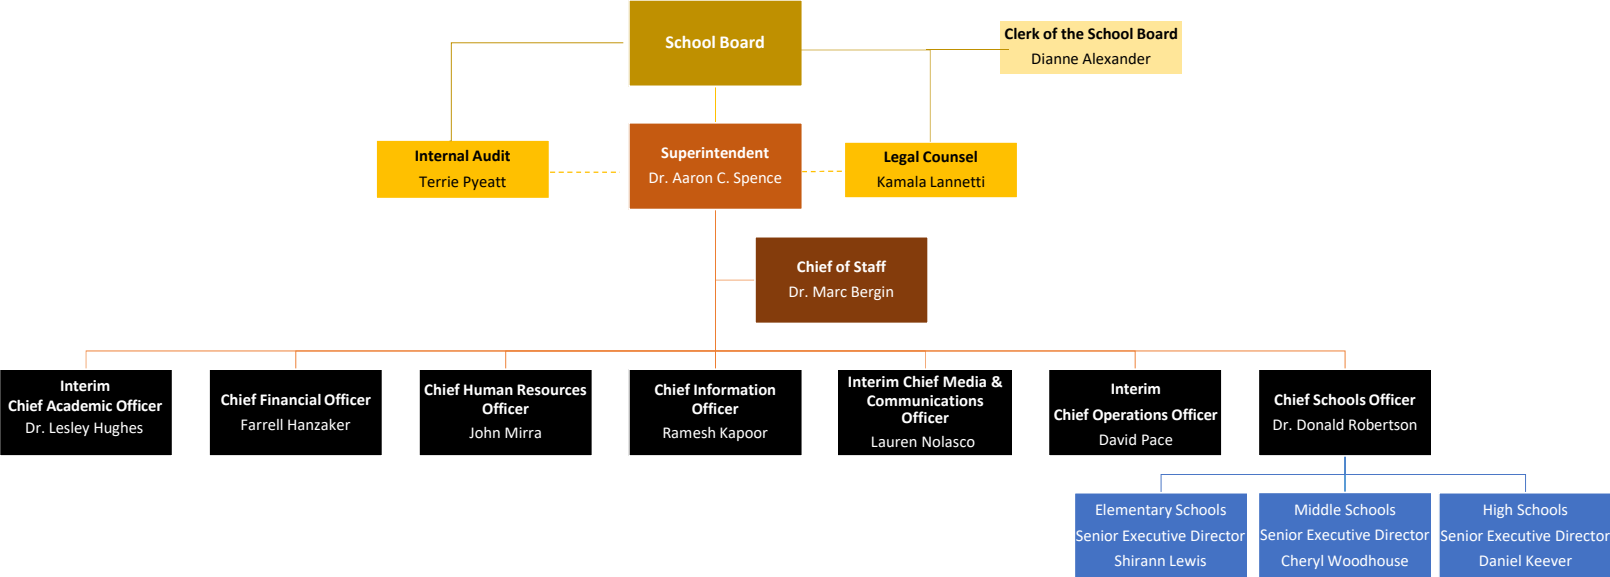 School Board
Clerk of the School Board
Dianne Alexander
Internal Audit
Terrie Pyeatt
Superintendent
Dr. Aaron C. Spence
Legal Counsel
Kamala Lannetti
Chief of Staff
Dr. Marc Bergin
Interim
Chief Academic Officer
Dr. Lesley Hughes
Chief Financial Officer
Farrell Hanzaker
Chief Human Resources
Officer
John Mirra
Chief Information
Officer
Ramesh Kapoor
Interim Chief Media &
Communications
Officer
Lauren Nolasco
Interim
Chief Operations Officer
David Pace
Chief Schools Officer
Dr. Donald Robertson
Elementary Schools
Senior Executive Director
Shirann Lewis
Middle Schools
Senior Executive Director
Cheryl Woodhouse
High Schools
Senior Executive Director
Daniel Keever